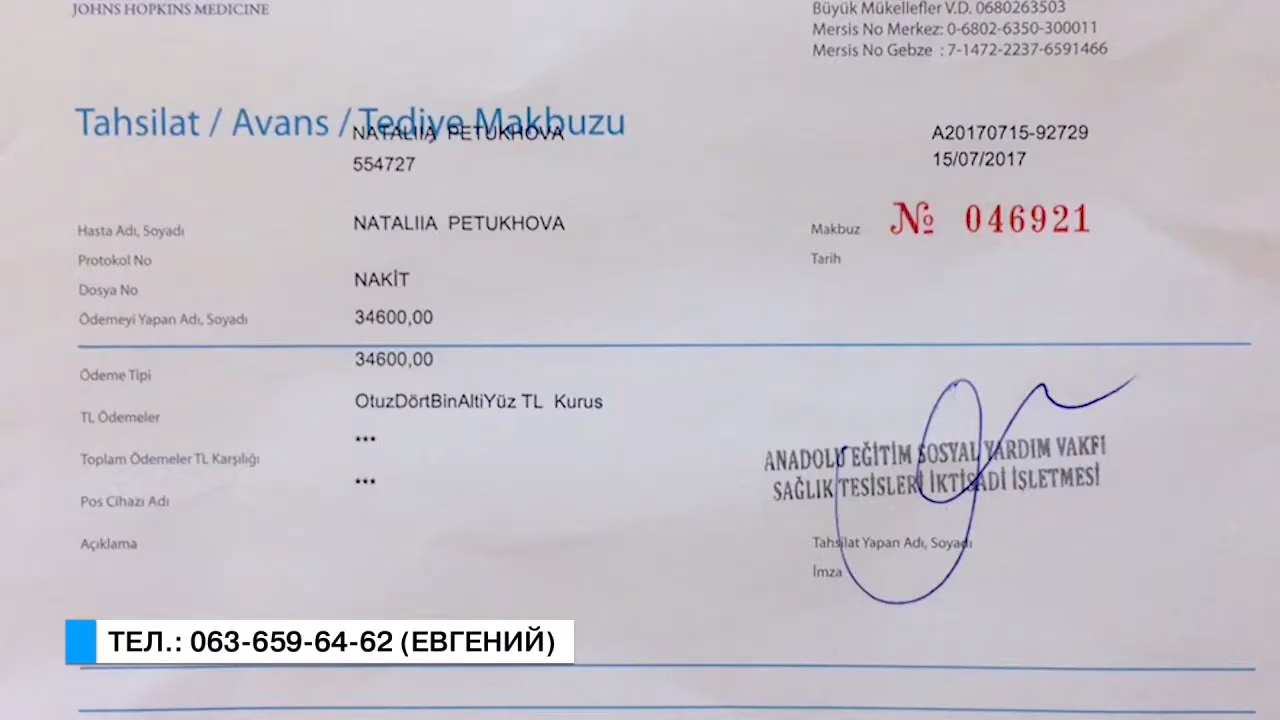 JOHNS HOPKINS MEDICINE
Büyük Mükellefler V.D. 0680263503
Mersis No Merkez: 0-6802-6350-300011
Mersis No Gebze : 7-1472-2237-6591466
Tahsilat / Avans / Tediye Makbuzu
NATALIIA PETUKHOVA
A20170715-92729
554727
15/07/2017
Hasta Adı, Soyadı
NATALIIA PETUKHOVA
Makbuz
№ 046921
Protokol No
Tarih
Dosya No
NAKİT
Ödemeyi Yapan Adı, Soyadı
34600,00
Ödeme Tipi
34600,00
TL Ödemeler
OtuzDörtBinAltiYüz TL Kurus
***
Toplam Ödemeler TL Karşılığı
***
Pos Cihazı Adı
Açıklama
ANADOLU EĞİTİM SOSYAL YARDIM VAKFI
SAĞLIK TESİSLERİ İKTİSADİ İŞLETMESİ
Tahsilat Yapan Adı, Soyadı
İmza
ТЕЛ.: 063-659-64-62 (ЕВГЕНИЙ)